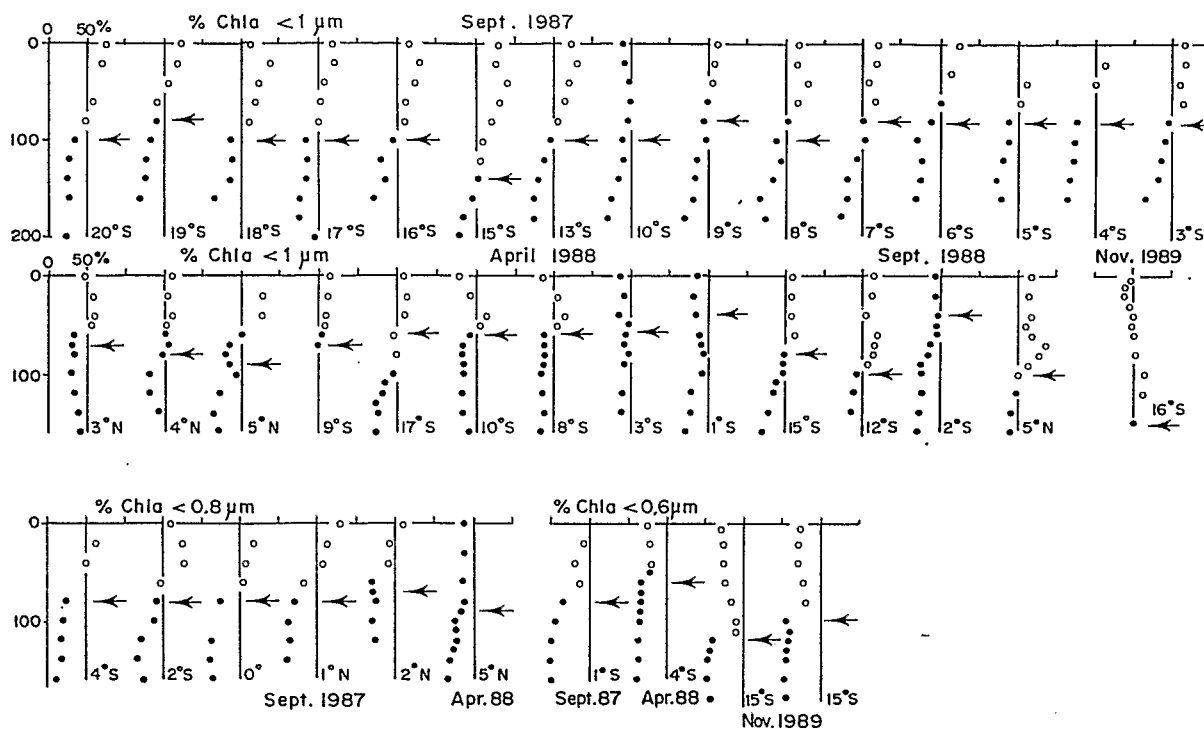 % Chla <1 µm Sept. 1987
0 50%
0
100
200
20°S 19°S 18°S 17°S 16°S 15°S 13°S 10°S 9°S 8°S 7°S 6°S 5°S 4°S 3°S
% Chla <1 µm April 1988 Sept. 1988 Nov. 1989
0 50%
0
100
3°N 4°N 5°N 9°S 17°S 10°S 8°S 3°S 1°S 15°S 12°S 2°S 5°N 16°S
% Chla <0.8 µm % Chla <0,6µm
0
100
4°S 2°S 0° 1°N 2°N 5°N 1°S 4°S 15°S 15°S
Sept. 1987 Apr. 88 Sept. 87 Apr. 88 Nov. 1989